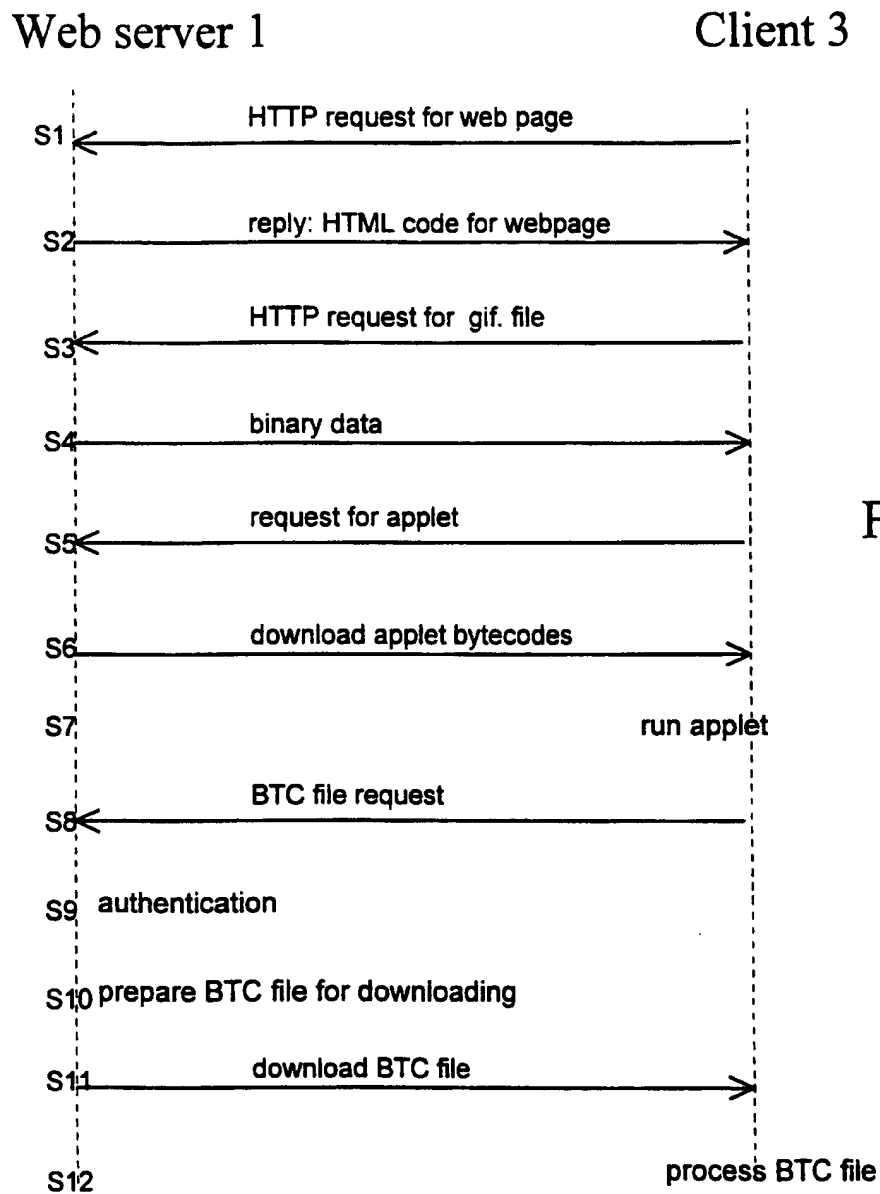 Web server 1
Client 3
S1 HTTP request for web page
S2 reply: HTML code for webpage
S3 HTTP request for gif. file
S4 binary data
S5 request for applet
F
S6 download applet bytecodes
S7 run applet
S8 BTC file request
S9 authentication
S10 prepare BTC file for downloading
S11 download BTC file
S12 process BTC file